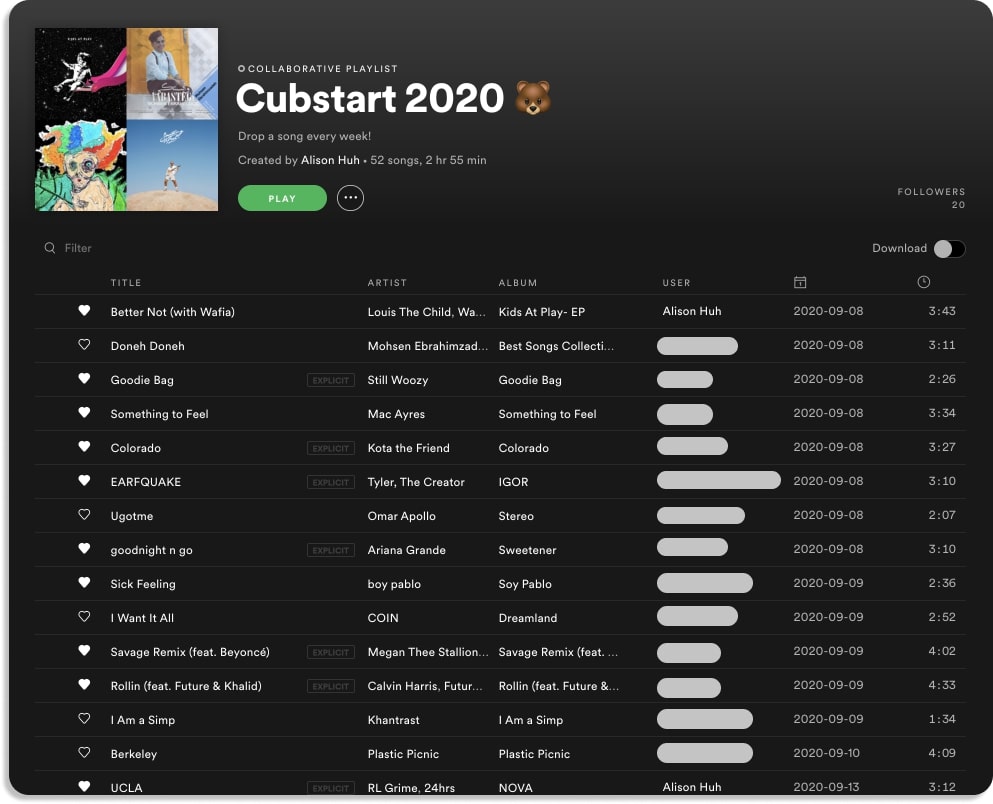 COLLABORATIVE PLAYLIST
Cubstart 2020 🐻
Drop a song every week!
Created by Alison Huh • 52 songs, 2 hr 55 min
PLAY
FOLLOWERS
20
Filter Download
TITLE ARTIST ALBUM USER
Better Not (with Wafia) Louis The Child, Wa... Kids At Play- EP Alison Huh 2020-09-08 3:43
Doneh Doneh Mohsen Ebrahimzad... Best Songs Collecti... 2020-09-08 3:11
Goodie Bag EXPLICIT Still Woozy Goodie Bag 2020-09-08 2:26
Something to Feel Mac Ayres Something to Feel 2020-09-08 3:34
Colorado EXPLICIT Kota the Friend Colorado 2020-09-08 3:27
EARFQUAKE EXPLICIT Tyler, The Creator IGOR 2020-09-08 3:10
Ugotme Omar Apollo Stereo 2020-09-08 2:07
goodnight n go EXPLICIT Ariana Grande Sweetener 2020-09-08 3:10
Sick Feeling boy pablo Soy Pablo 2020-09-09 2:36
I Want It All COIN Dreamland 2020-09-09 2:52
Savage Remix (feat. Beyoncé) EXPLICIT Megan Thee Stallion... Savage Remix (feat. ... 2020-09-09 4:02
Rollin (feat. Future & Khalid) EXPLICIT Calvin Harris, Futur... Rollin (feat. Future &... 2020-09-09 4:33
I Am a Simp Khantrast I Am a Simp 2020-09-09 1:34
Berkeley Plastic Picnic Plastic Picnic 2020-09-10 4:09
UCLA EXPLICIT RL Grime, 24hrs NOVA Alison Huh 2020-09-13 3:12